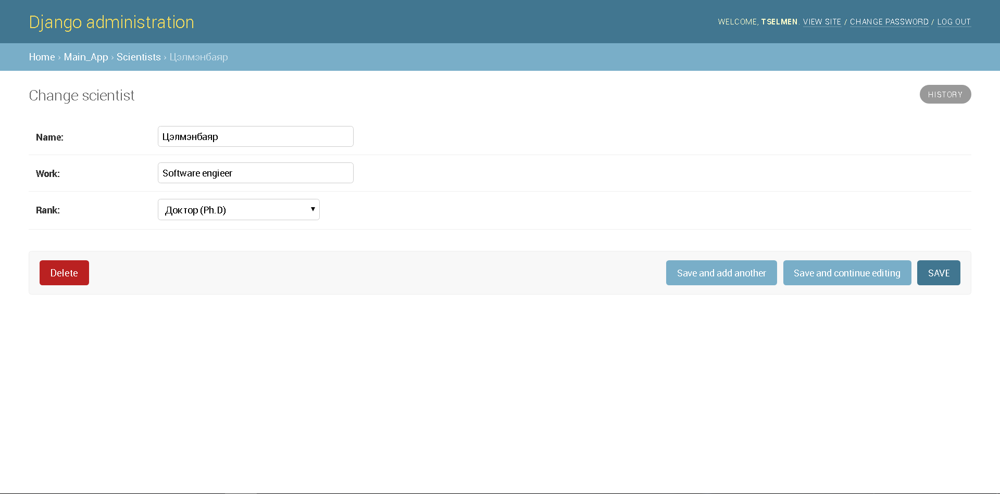 Django administration
WELCOME, TSELMEN. VIEW SITE / CHANGE PASSWORD / LOG OUT
Home › Main_App › Scientists › Цэлмэнбаяр
Change scientist
HISTORY
Name: Цэлмэнбаяр
Work: Software engieer
Rank: Доктор (Ph.D)
Delete Save and add another Save and continue editing SAVE